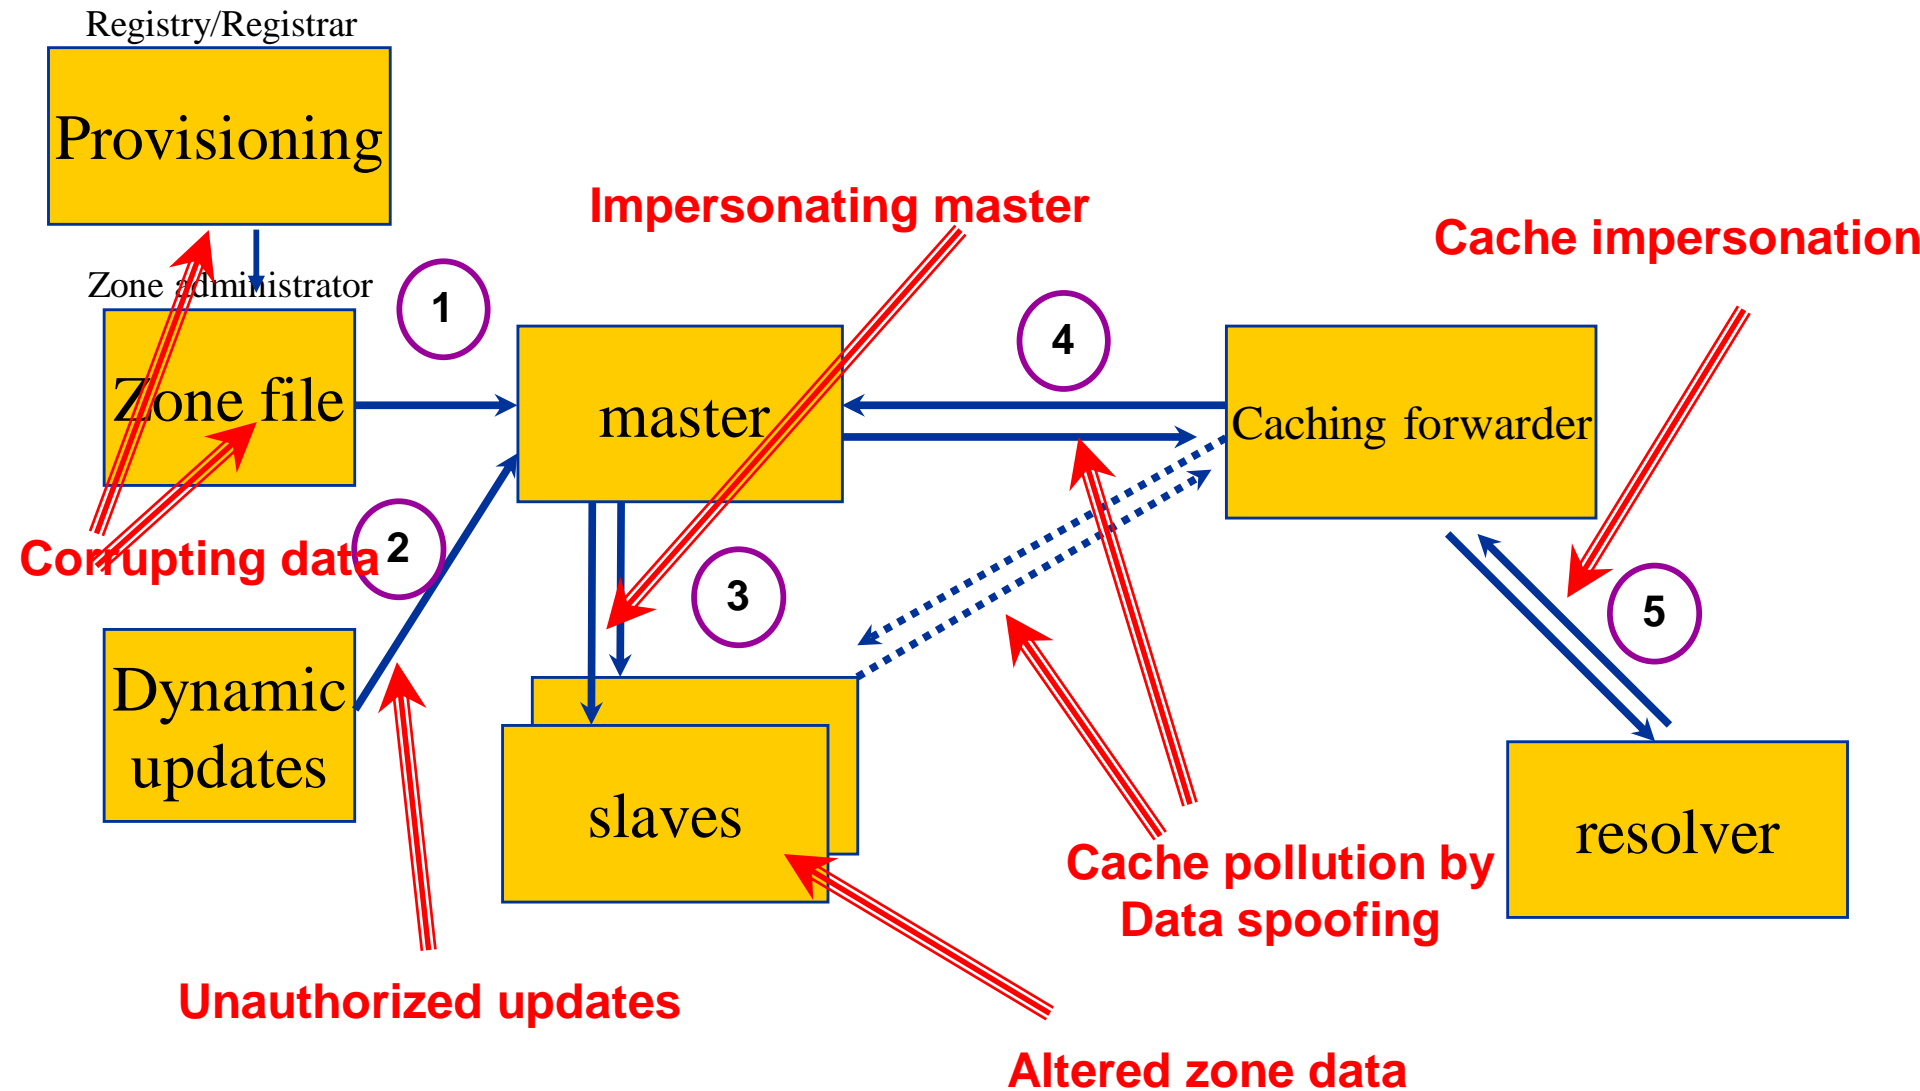 Registry/Registrar
Provisioning
Impersonating master
Cache impersonation
Zone administrator
1
4
Zone file
master
Caching forwarder
Corrupting data
2
3
5
Dynamic
updates
slaves
resolver
Cache pollution by
Data spoofing
Unauthorized updates
Altered zone data